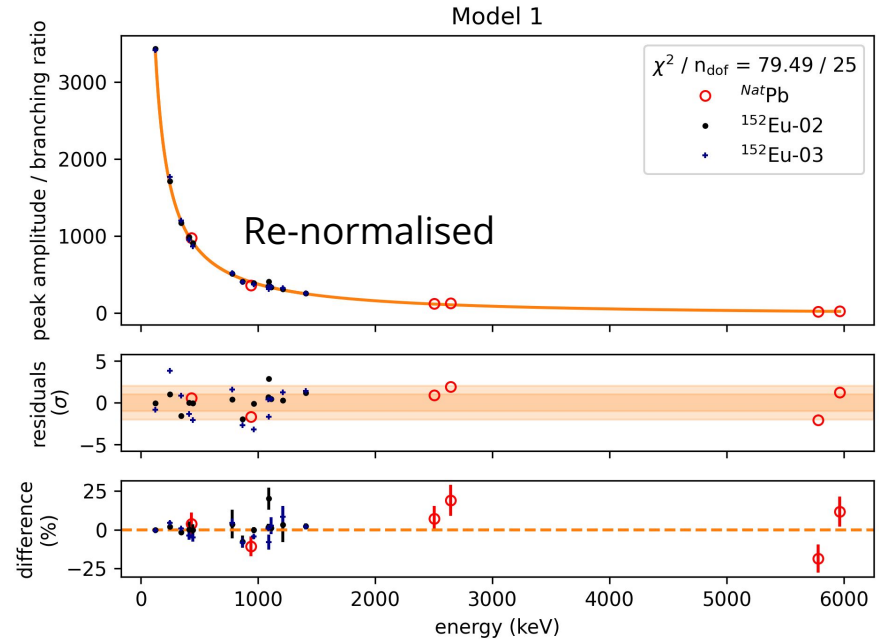 Model 1
peak amplitude / branching ratio
3000
2000
1000
0
χ² / n_dof = 79.49 / 25
ᴺᵃᵗPb
¹⁵²Eu-02
¹⁵²Eu-03
Re-normalised
residuals
(σ)
5
0
−5
difference
(%)
25
0
−25
0 1000 2000 3000 4000 5000 6000
energy (keV)